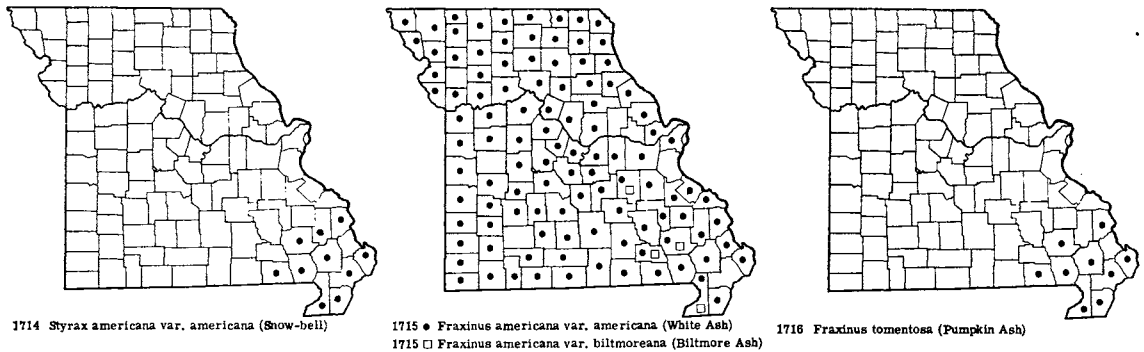 1714 Styrax americana var. americana (Snow-bell)
1715 ● Fraxinus americana var. americana (White Ash)
1715 □ Fraxinus americana var. biltmoreana (Biltmore Ash)
1716 Fraxinus tomentosa (Pumpkin Ash)